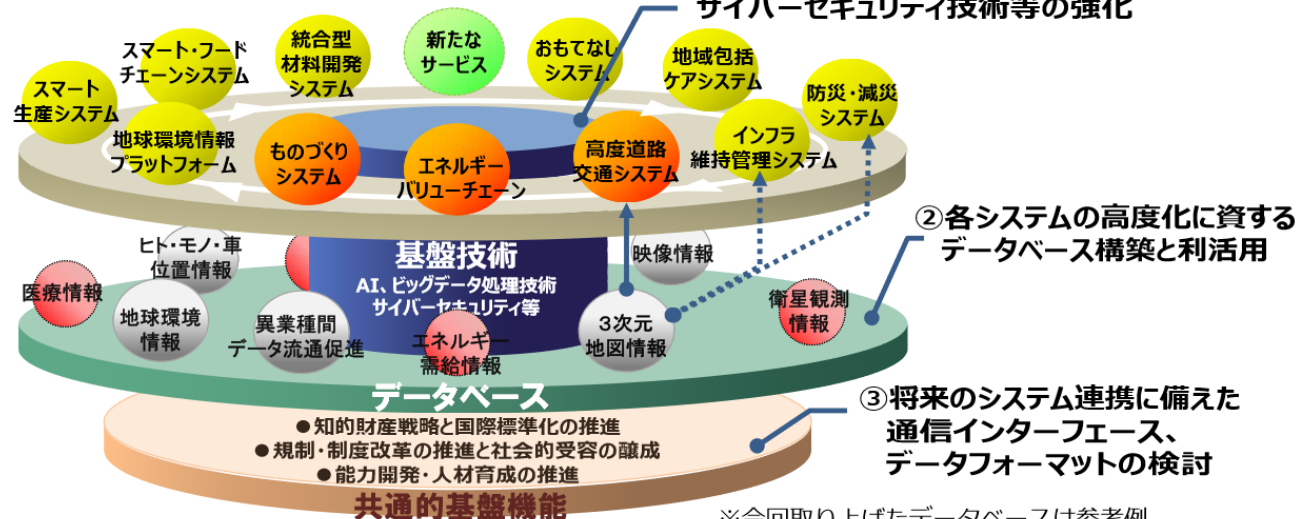 サイバーセキュリティ技術等の強化
スマート・フード
チェーンシステム
統合型
材料開発
システム
新たな
サービス
おもてなし
システム
地域包括
ケアシステム
スマート
生産システム
防災・減災
システム
地球環境情報
プラットフォーム
ものづくり
システム
エネルギー
バリューチェーン
高度道路
交通システム
インフラ
維持管理システム
②各システムの高度化に資する
データベース構築と利活用
ヒト・モノ・車
位置情報
基盤技術
AI、ビッグデータ処理技術
サイバーセキュリティ等
映像情報
医療情報
地球環境
情報
異業種間
データ流通促進
エネルギー
需給情報
3次元
地図情報
衛星観測
情報
データベース
③将来のシステム連携に備えた
通信インターフェース、
データフォーマットの検討
●知的財産戦略と国際標準化の推進
●規制・制度改革の推進と社会的受容の醸成
●能力開発・人材育成の推進
共通的基盤機能
※今回取り上げたデータベースは参考例